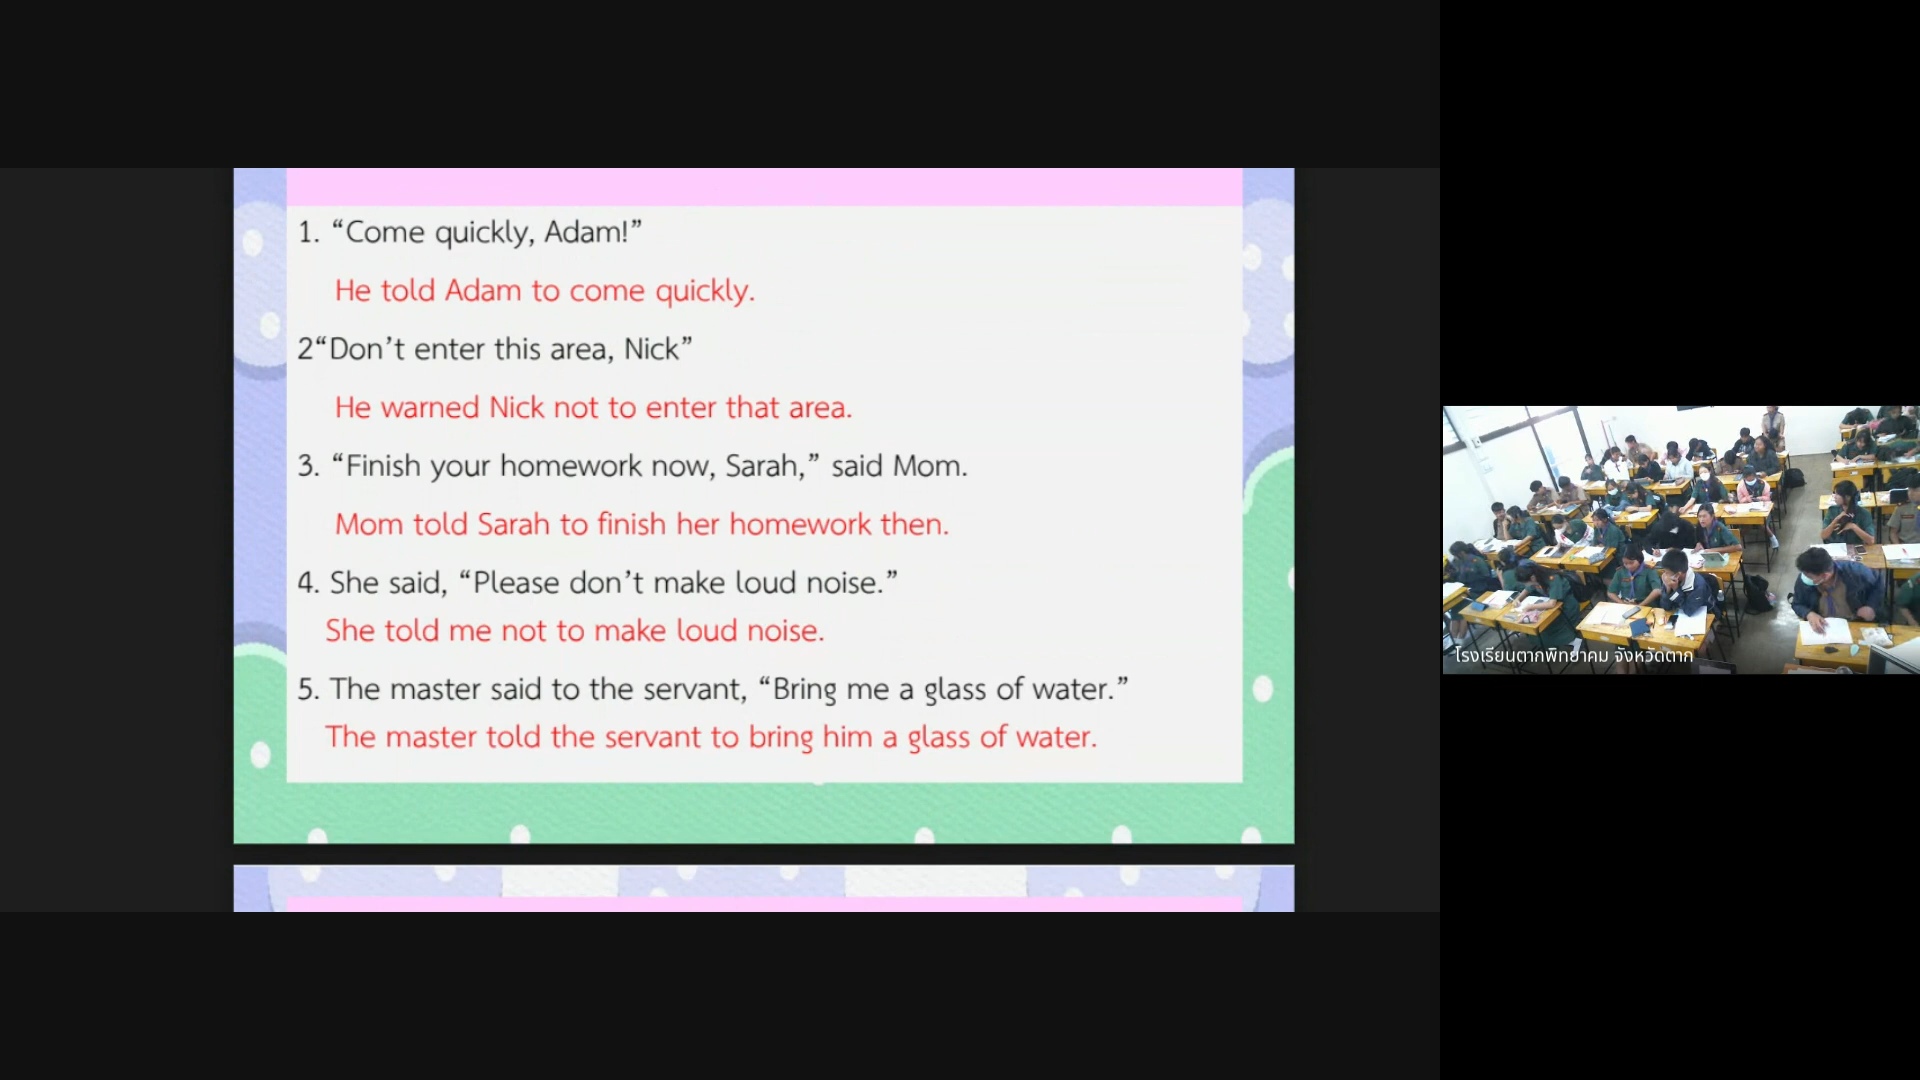 1. “Come quickly, Adam!”
He told Adam to come quickly.
2“Don’t enter this area, Nick”
He warned Nick not to enter that area.
3. “Finish your homework now, Sarah,” said Mom.
Mom told Sarah to finish her homework then.
4. She said, “Please don’t make loud noise.”
She told me not to make loud noise.
5. The master said to the servant, “Bring me a glass of water.”
The master told the servant to bring him a glass of water.
โรงเรียนตากพิทยาคม จังหวัดตาก